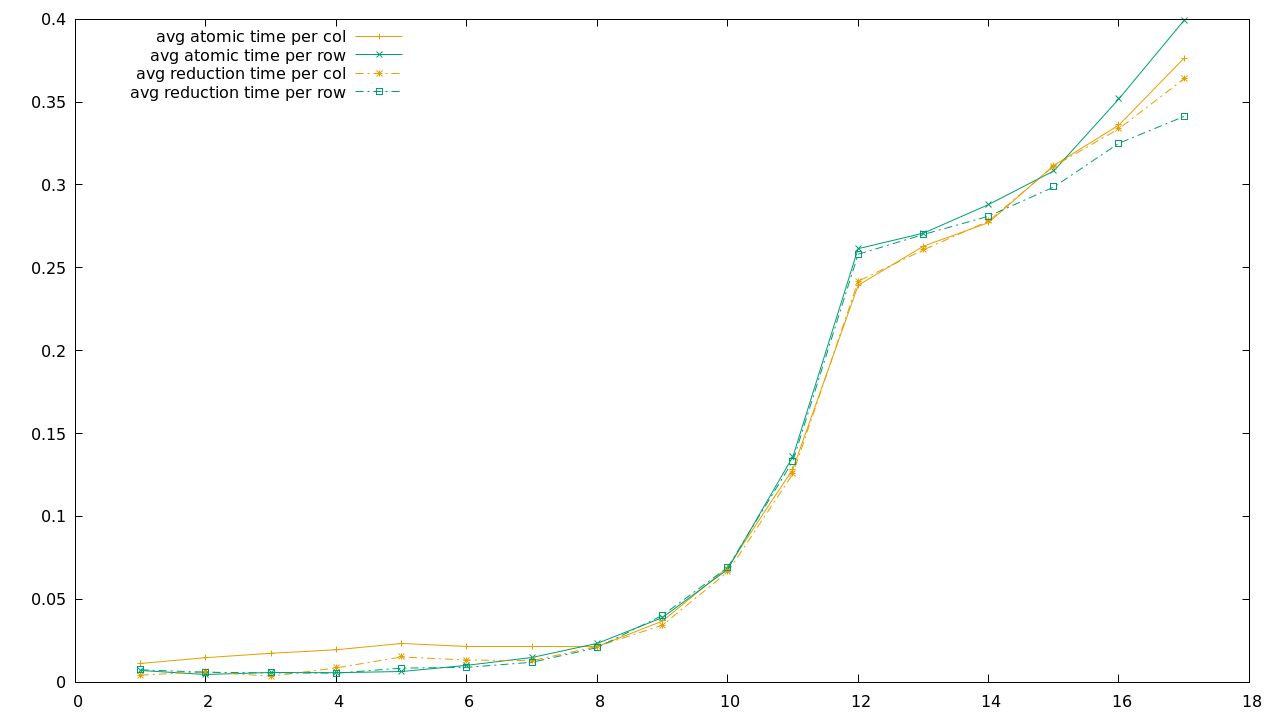 0.4
avg atomic time per col
avg atomic time per row
avg reduction time per col
avg reduction time per row
0.35
0.3
0.25
0.2
0.15
0.1
0.05
0
0 2 4 6 8 10 12 14 16 18